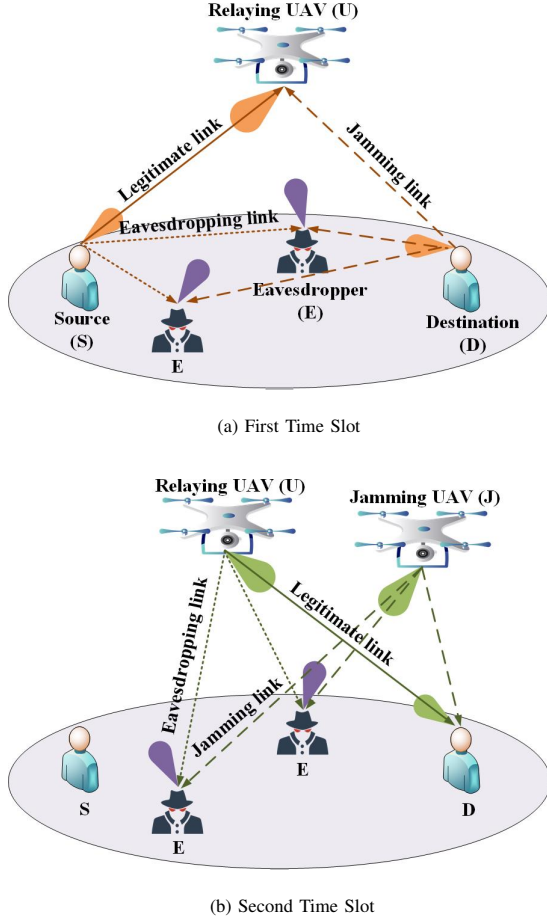 Relaying UAV (U)
Legitimate link
Jamming link
Eavesdropping link
Source
(S)
E
Eavesdropper
(E)
Destination
(D)
(a) First Time Slot
Relaying UAV (U)
Jamming UAV (J)
Eavesdropping link
Legitimate link
Jamming link
S
E
E
D
(b) Second Time Slot